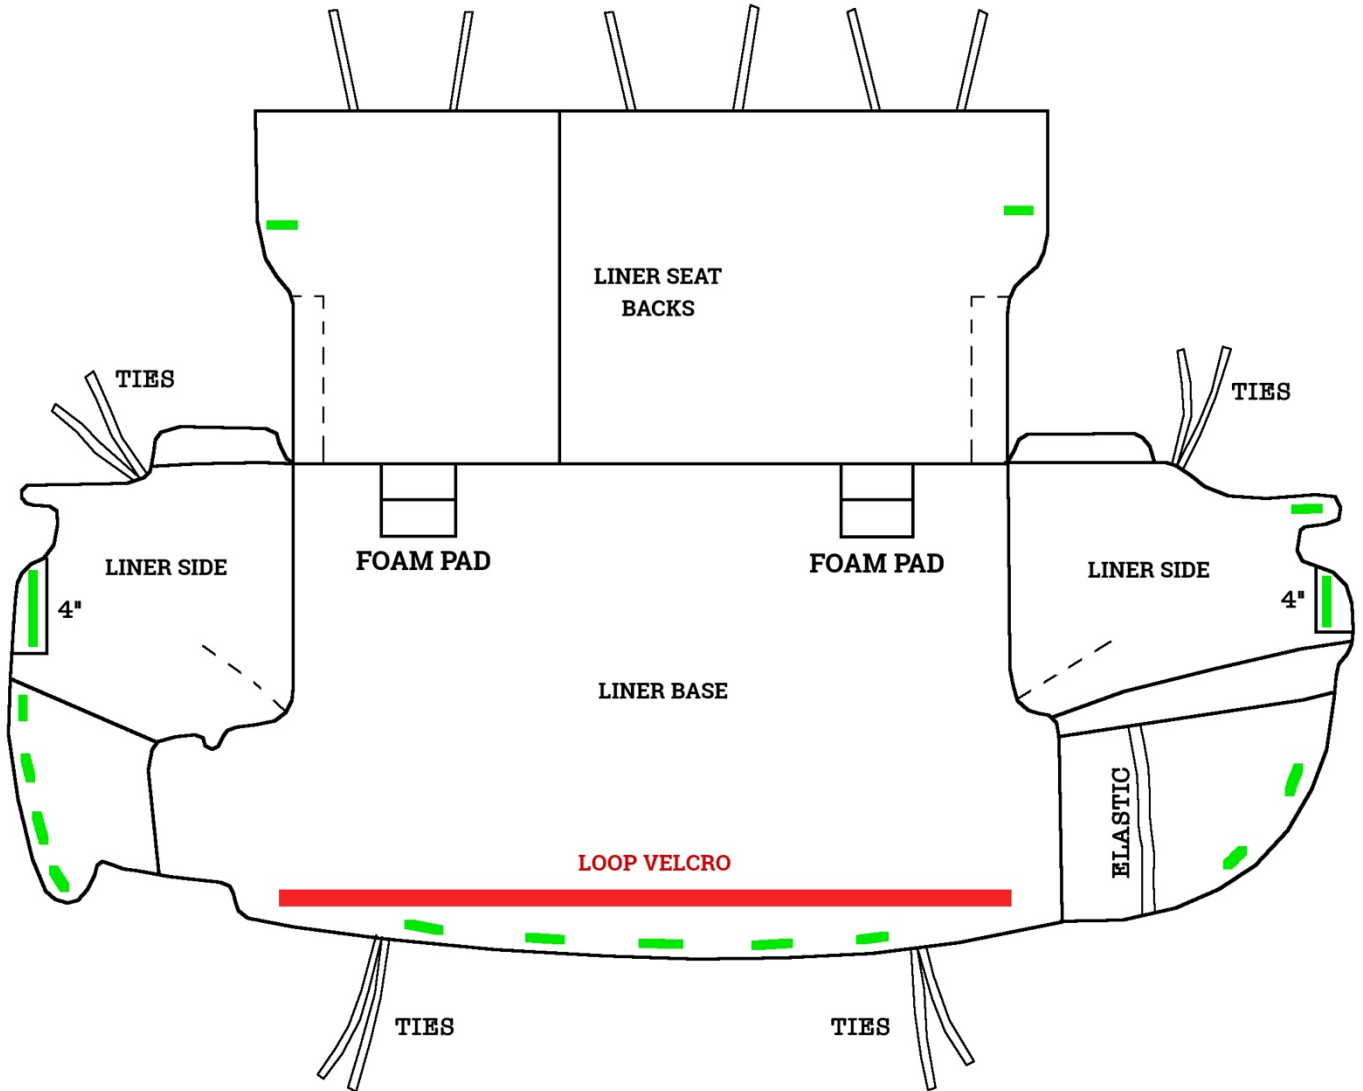 LINER SEAT
BACKS
TIES
TIES
FOAM PAD
FOAM PAD
LINER SIDE
LINER SIDE
4"
4"
LINER BASE
ELASTIC
LOOP VELCRO
TIES
TIES